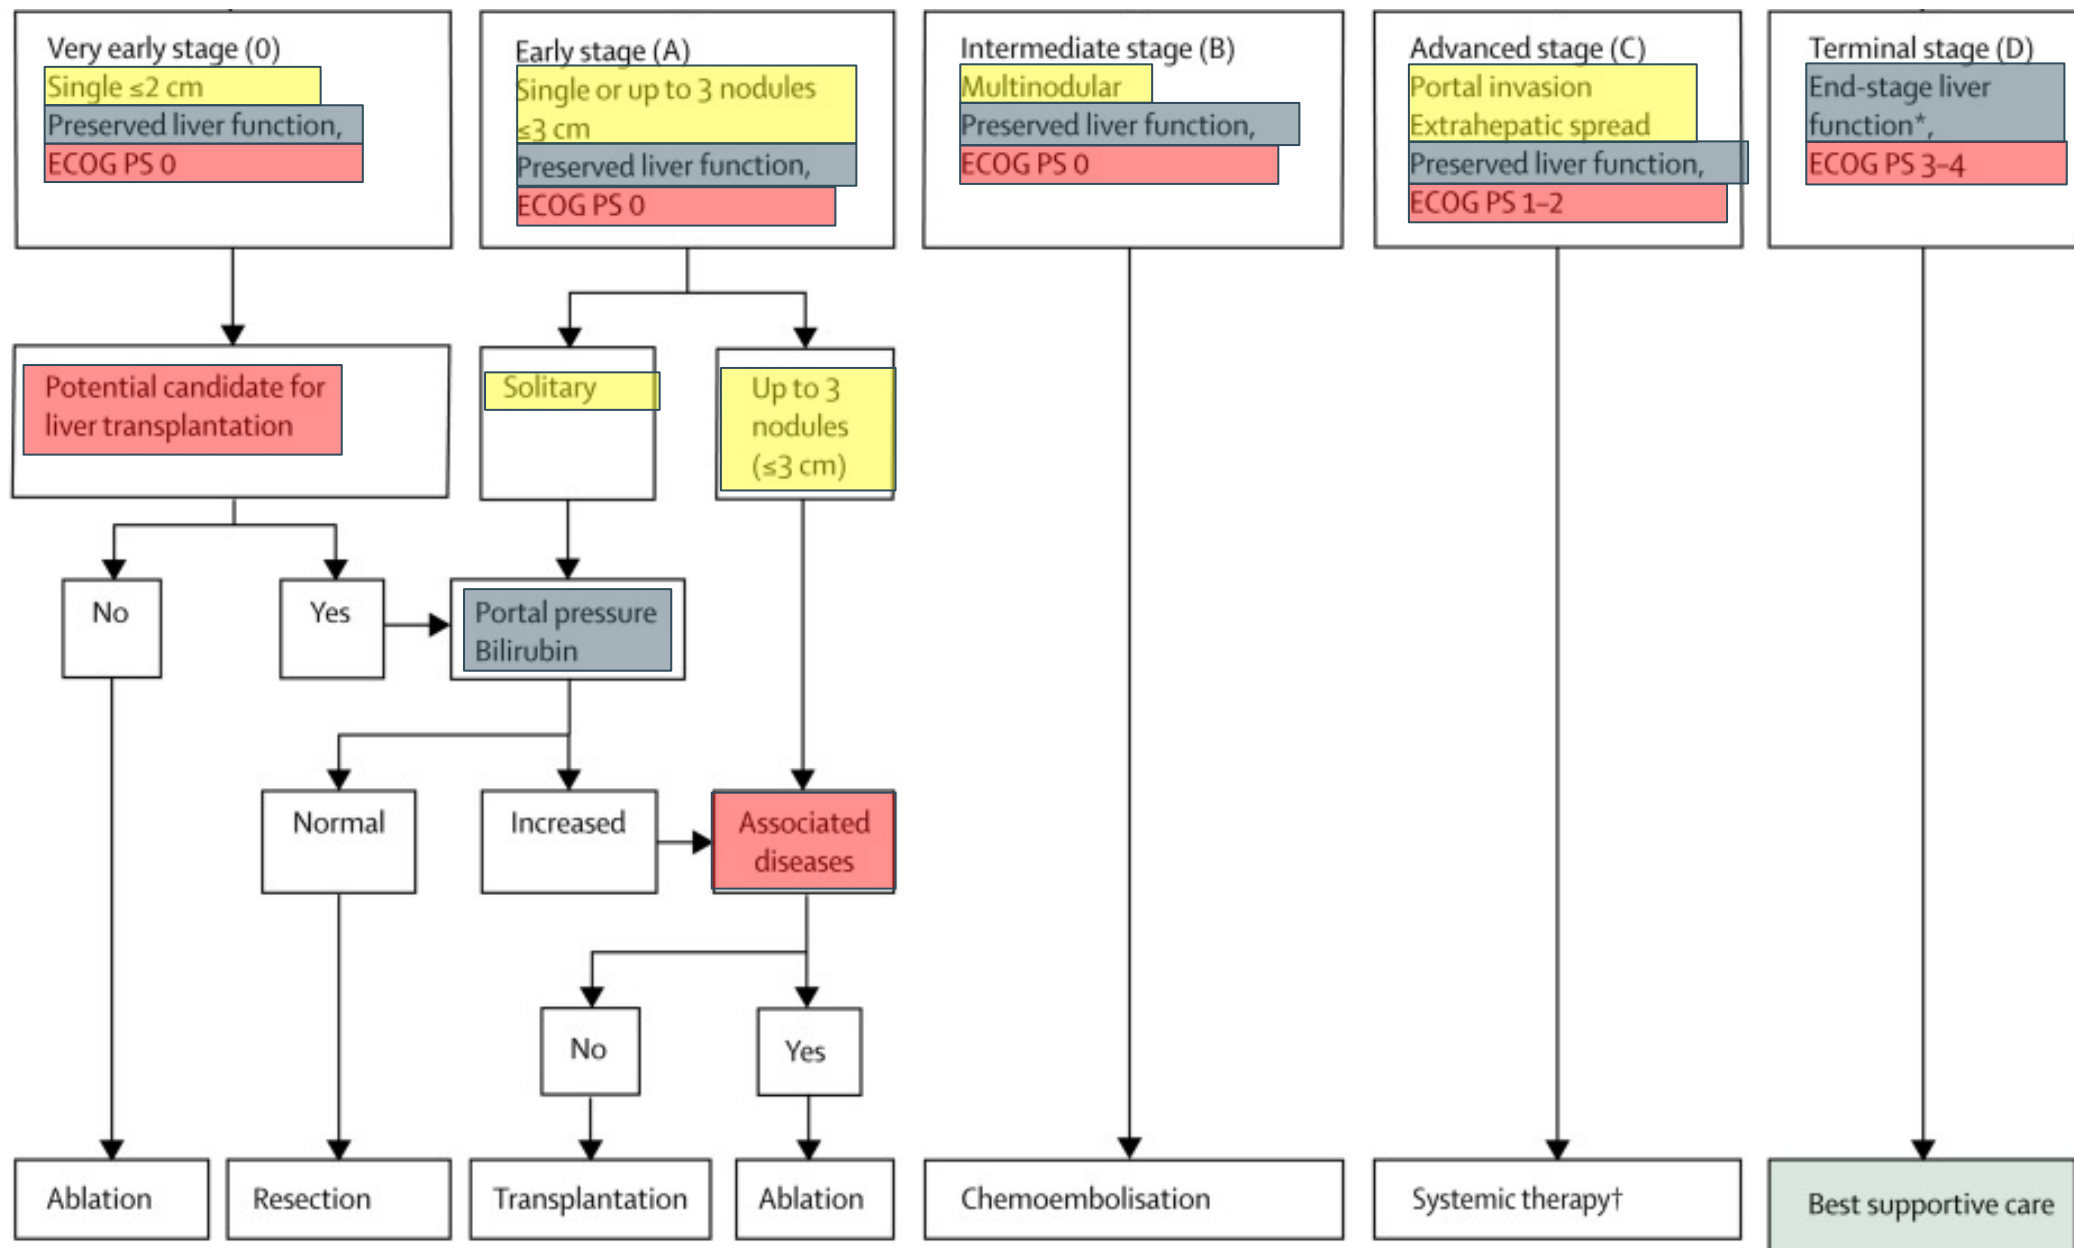 Very early stage (0)
Single ≤2 cm
Preserved liver function,
ECOG PS 0
Early stage (A)
Single or up to 3 nodules
≤3 cm
Preserved liver function,
ECOG PS 0
Intermediate stage (B)
Multinodular
Preserved liver function,
ECOG PS 0
Advanced stage (C)
Portal invasion
Extrahepatic spread
Preserved liver function,
ECOG PS 1–2
Terminal stage (D)
End-stage liver
function*,
ECOG PS 3–4
Potential candidate for
liver transplantation
Solitary
Up to 3
nodules
(≤3 cm)
No
Yes
Portal pressure
Bilirubin
Normal
Increased
Associated
diseases
No
Yes
Ablation
Resection
Transplantation
Ablation
Chemoembolisation
Systemic therapy†
Best supportive care